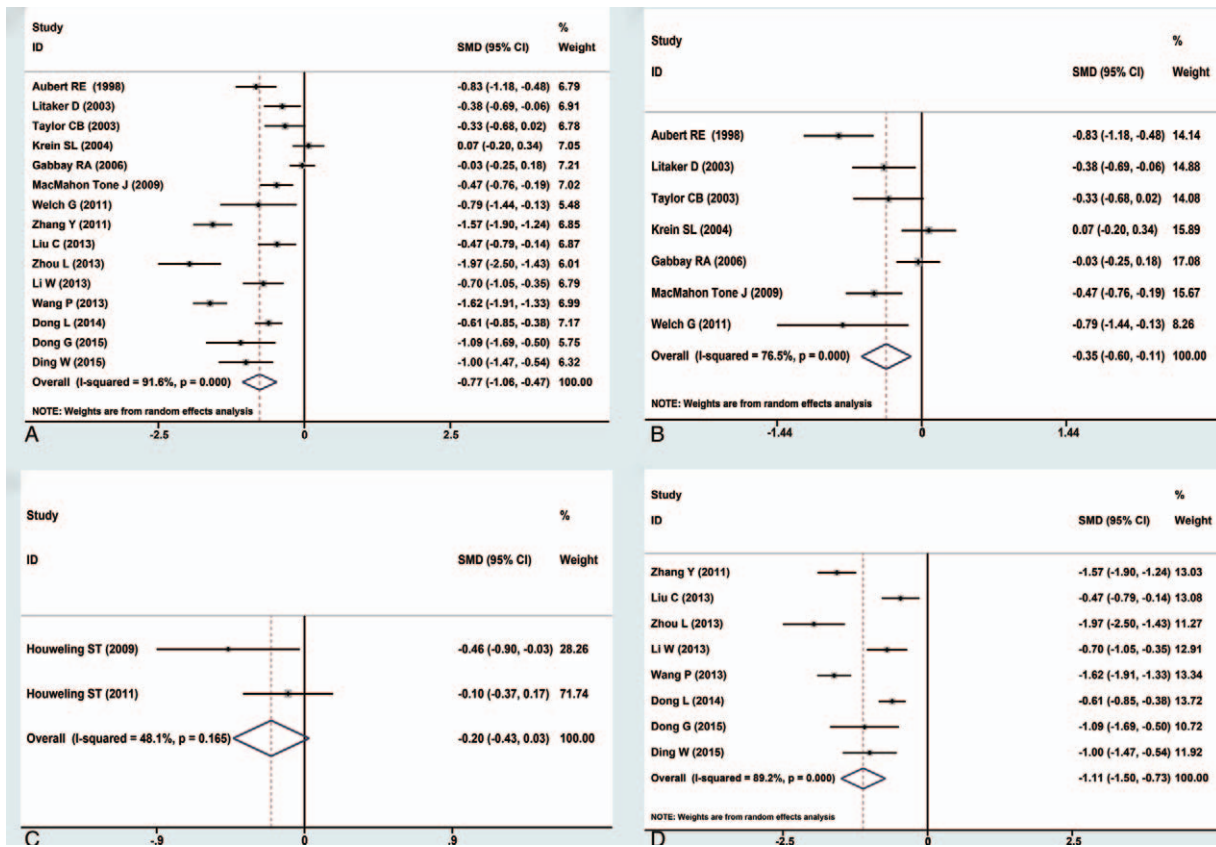 Study %
ID SMD (95% CI) Weight
Aubert RE (1998) -0.83 (-1.18, -0.48) 6.79
Litaker D (2003) -0.38 (-0.69, -0.06) 6.91
Taylor CB (2003) -0.33 (-0.68, 0.02) 6.78
Krein SL (2004) 0.07 (-0.20, 0.34) 7.05
Gabbay RA (2006) -0.03 (-0.25, 0.18) 7.21
MacMahon Tone J (2009) -0.47 (-0.76, -0.19) 7.02
Welch G (2011) -0.79 (-1.44, -0.13) 5.48
Zhang Y (2011) -1.57 (-1.90, -1.24) 6.85
Liu C (2013) -0.47 (-0.79, -0.14) 6.87
Zhou L (2013) -1.97 (-2.50, -1.43) 6.01
Li W (2013) -0.70 (-1.05, -0.35) 6.79
Wang P (2013) -1.62 (-1.91, -1.33) 6.99
Dong L (2014) -0.61 (-0.85, -0.38) 7.17
Dong G (2015) -1.09 (-1.69, -0.50) 5.75
Ding W (2015) -1.00 (-1.47, -0.54) 6.32
Overall (I-squared = 91.6%, p = 0.000) -0.77 (-1.06, -0.47) 100.00
NOTE: Weights are from random effects analysis
A -2.5 0 2.5
Study %
ID SMD (95% CI) Weight
Aubert RE (1998) -0.83 (-1.18, -0.48) 14.14
Litaker D (2003) -0.38 (-0.69, -0.06) 14.88
Taylor CB (2003) -0.33 (-0.68, 0.02) 14.08
Krein SL (2004) 0.07 (-0.20, 0.34) 15.89
Gabbay RA (2006) -0.03 (-0.25, 0.18) 17.08
MacMahon Tone J (2009) -0.47 (-0.76, -0.19) 15.67
Welch G (2011) -0.79 (-1.44, -0.13) 8.26
Overall (I-squared = 76.5%, p = 0.000) -0.35 (-0.60, -0.11) 100.00
NOTE: Weights are from random effects analysis
B -1.44 0 1.44
Study %
ID SMD (95% CI) Weight
Houweling ST (2009) -0.46 (-0.90, -0.03) 28.26
Houweling ST (2011) -0.10 (-0.37, 0.17) 71.74
Overall (I-squared = 48.1%, p = 0.165) -0.20 (-0.43, 0.03) 100.00
C -.9 0 .9
Study %
ID SMD (95% CI) Weight
Zhang Y (2011) -1.57 (-1.90, -1.24) 13.03
Liu C (2013) -0.47 (-0.79, -0.14) 13.08
Zhou L (2013) -1.97 (-2.50, -1.43) 11.27
Li W (2013) -0.70 (-1.05, -0.35) 12.91
Wang P (2013) -1.62 (-1.91, -1.33) 13.34
Dong L (2014) -0.61 (-0.85, -0.38) 13.72
Dong G (2015) -1.09 (-1.69, -0.50) 10.72
Ding W (2015) -1.00 (-1.47, -0.54) 11.92
Overall (I-squared = 89.2%, p = 0.000) -1.11 (-1.50, -0.73) 100.00
NOTE: Weights are from random effects analysis
D -2.5 0 2.5